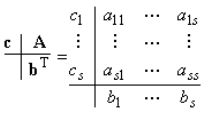 c₁ a₁₁ ⋯ a₁ₛ
c A ⋮ ⋮ ⋱ ⋮
bᵀ = cₛ aₛ₁ ⋯ aₛₛ
b₁ ⋯ bₛ